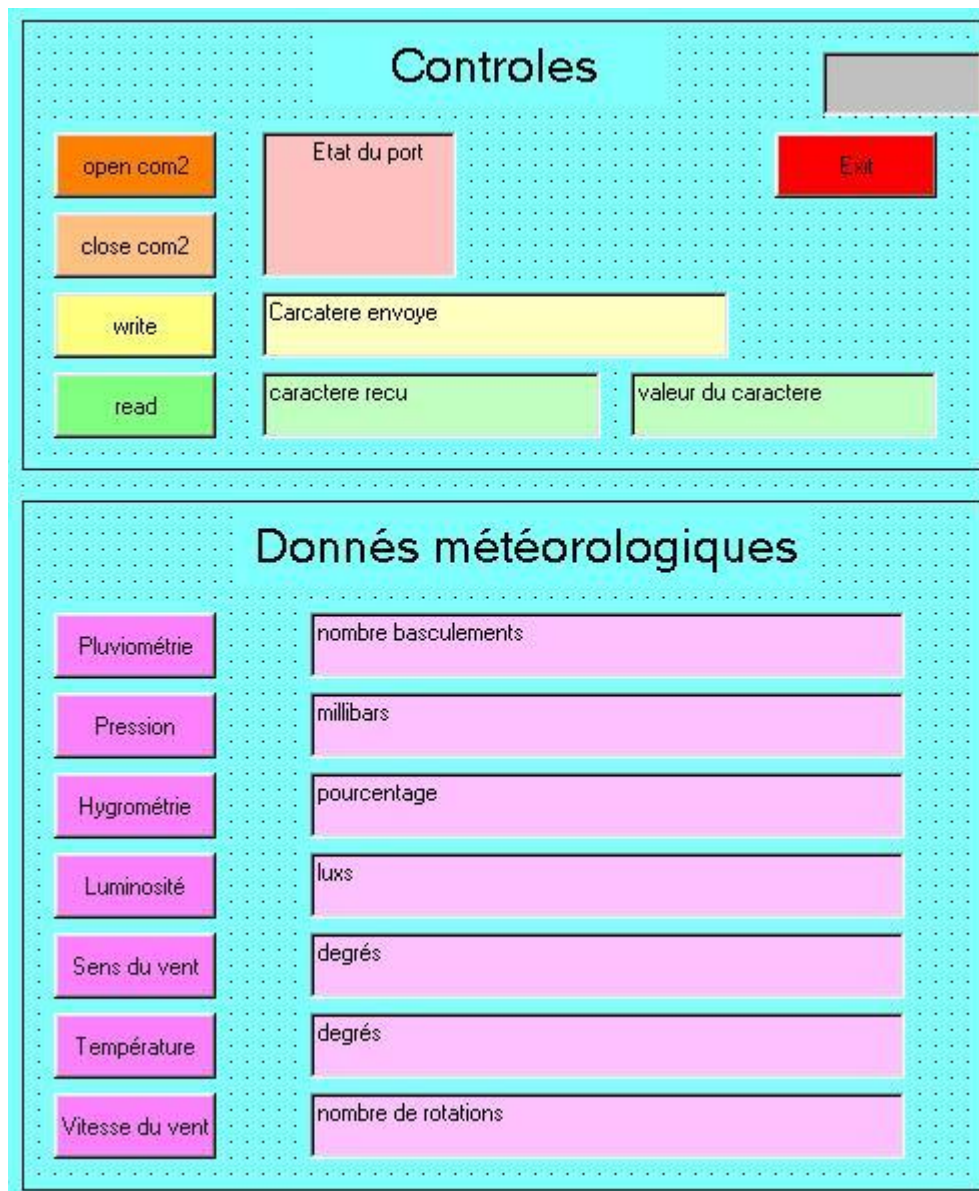 Controles
open com2
Etat du port
Exit
close com2
write
Carcatere envoye
read
caractère recu
valeur du caractere
Donnés météorologiques
Pluviométrie
nombre basculements
Pression
millibars
Hygrométrie
pourcentage
Luminosité
luxs
Sens du vent
degrés
Température
degrés
Vitesse du vent
nombre de rotations